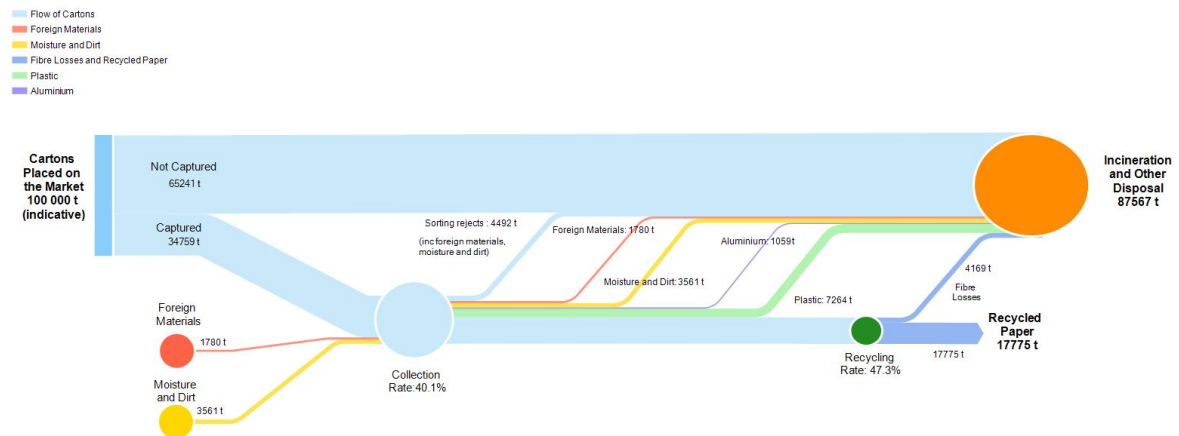 Flow of Cartons
Foreign Materials
Moisture and Dirt
Fibre Losses and Recycled Paper
Plastic
Aluminium
Cartons
Placed on
the Market
100 000 t
(indicative)
Not Captured
65241 t
Captured
34759 t
Foreign
Materials
1780 t
Moisture
and Dirt
3561 t
Collection
Rate:40.1%
Sorting rejects : 4492 t
(inc foreign materials,
moisture and dirt)
Foreign Materials: 1780 t
Moisture and Dirt: 3561 t
Aluminium: 1059t
Plastic: 7264 t
Recycling
Rate: 47.3%
4169 t
Fibre
Losses
17775 t
Recycled
Paper
17775 t
Incineration
and Other
Disposal
87567 t